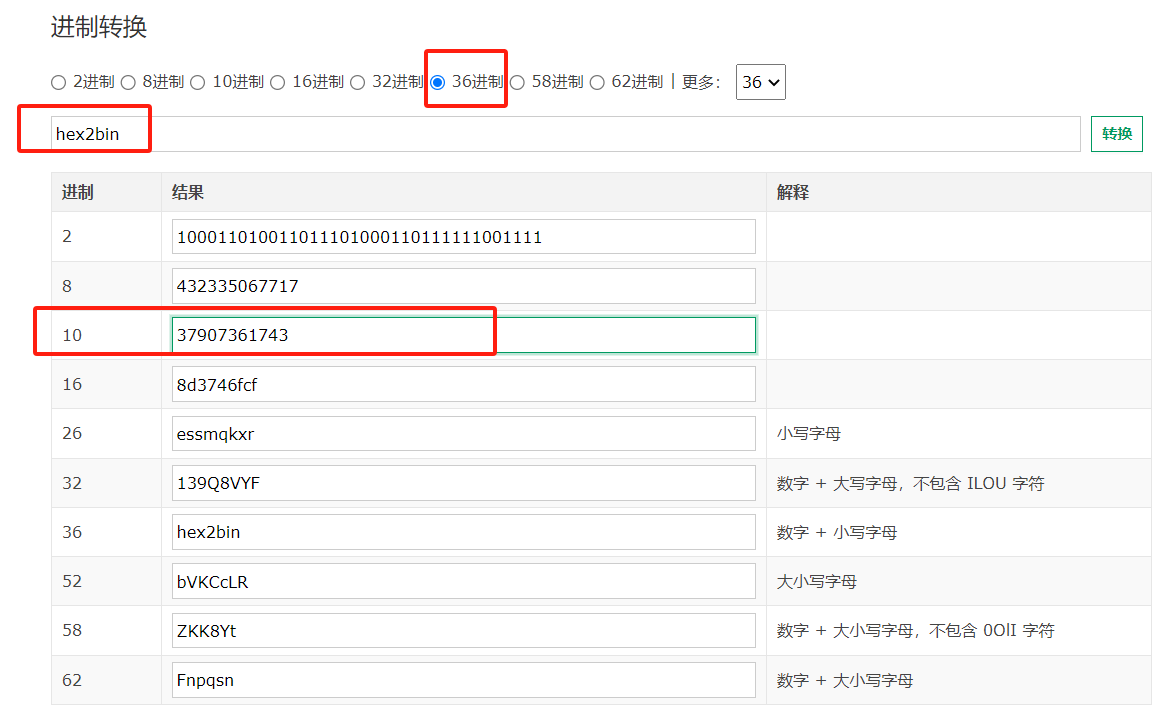 进制转换
2进制 8进制 10进制 16进制 32进制 36进制 58进制 62进制 | 更多： 36
hex2bin 转换
进制 结果 解释
2 100011010011011101000110111111001111
8 432335067717
10 37907361743
16 8d3746fcf
26 essmqkxr 小写字母
32 139Q8VYF 数字 + 大写字母，不包含 ILOU 字符
36 hex2bin 数字 + 小写字母
52 bVKCcLR 大小写字母
58 ZKK8Yt 数字 + 大小写字母，不包含 0OlI 字符
62 Fnpqsn 数字 + 大小写字母